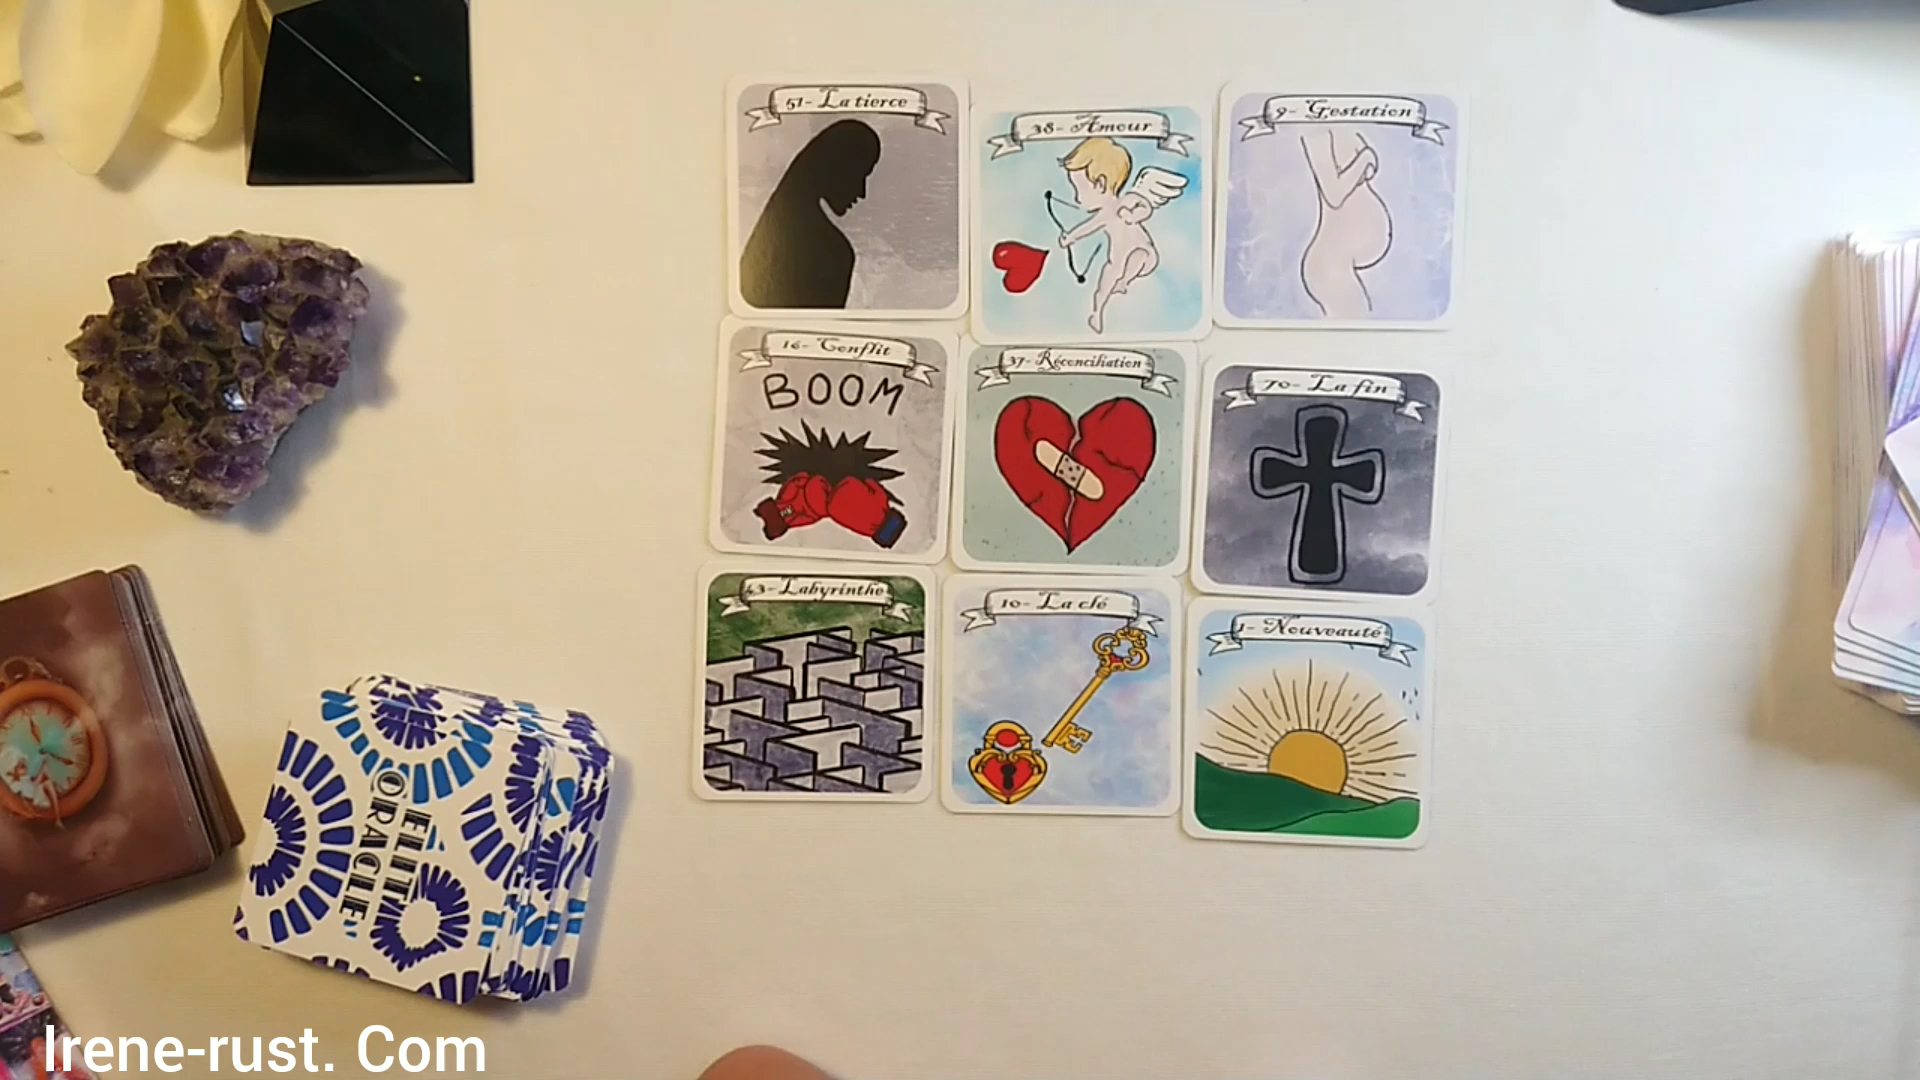 51- La tierce
38- Amour
9- Gestation
16- Conflit
BOOM
37- Réconciliation
70- La fin
43- Labyrinthe
10- La clé
1- Nouveauté
ELLIT'
ORACLE
Irene-rust. Com